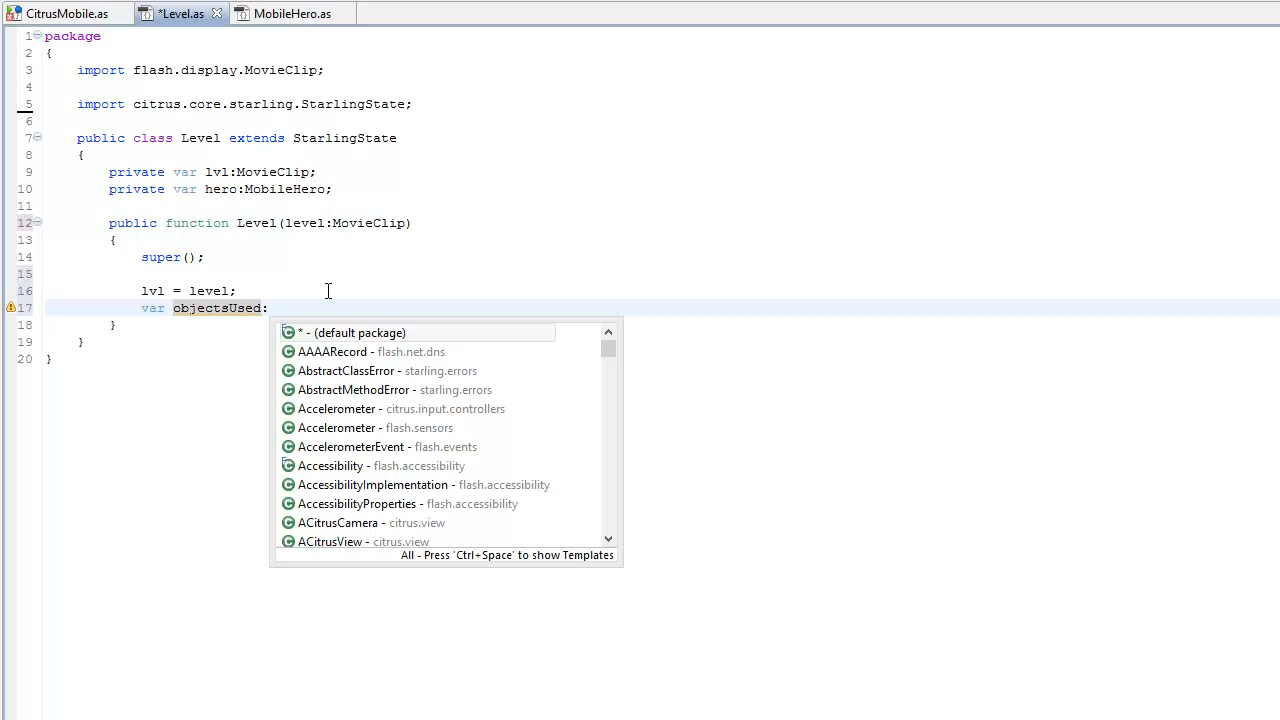 CitrusMobile.as *Level.as MobileHero.as
1 package
2 {
3 import flash.display.MovieClip;
4
5 import citrus.core.starling.StarlingState;
6
7 public class Level extends StarlingState
8 {
9 private var lvl:MovieClip;
10 private var hero:MobileHero;
11
12 public function Level(level:MovieClip)
13 {
14 super();
15
16 lvl = level;
17 var objectsUsed:
18 }
19 }
20 }
* - (default package)
AAAARecord - flash.net.dns
AbstractClassError - starling.errors
AbstractMethodError - starling.errors
Accelerometer - citrus.input.controllers
Accelerometer - flash.sensors
AccelerometerEvent - flash.events
Accessibility - flash.accessibility
AccessibilityImplementation - flash.accessibility
AccessibilityProperties - flash.accessibility
ACitrusCamera - citrus.view
ACitrusView - citrus.view
All - Press 'Ctrl+Space' to show Templates